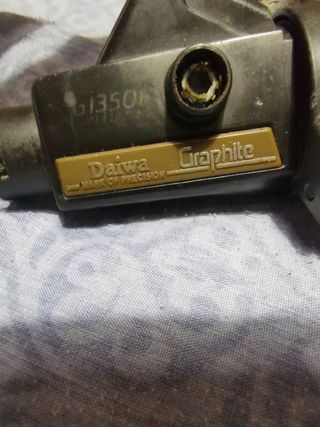 G1350
Daiwa Graphite
MARK OF PRECISION